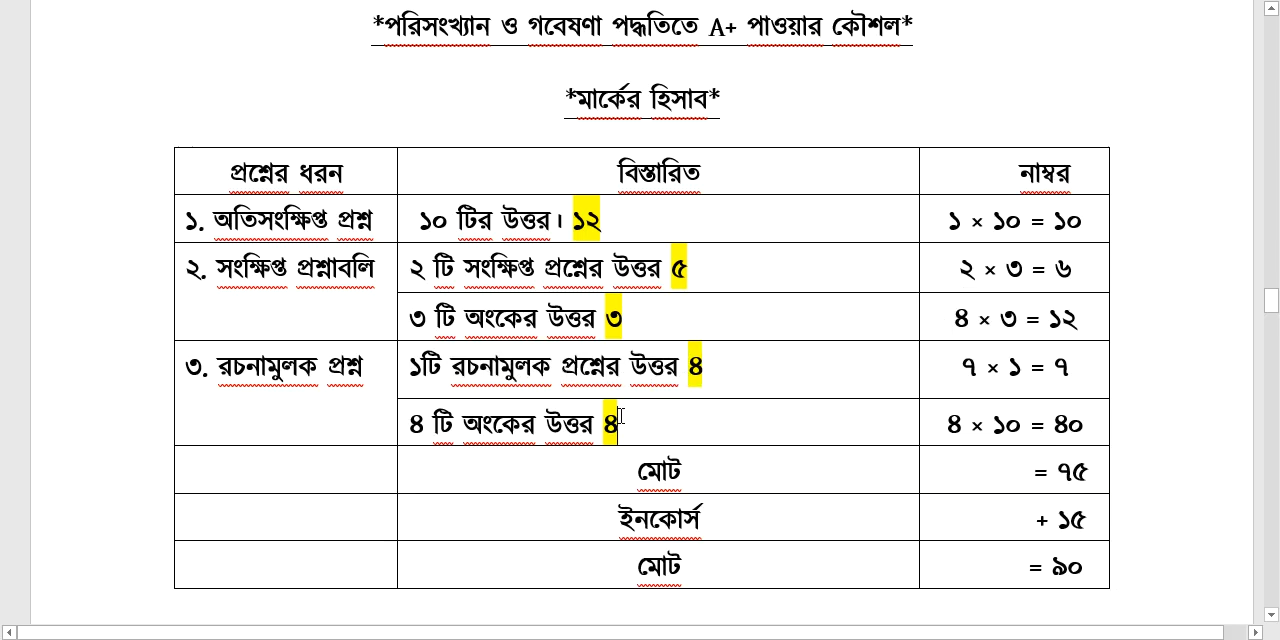 *পরিসংখ্যান ও গবেষণা পদ্ধতিতে A+ পাওয়ার কৌশল*
*মার্কের হিসাব*
প্রশ্নের ধরন বিস্তারিত নাম্বর
১. অতিসংক্ষিপ্ত প্রশ্ন ১০ টির উত্তর। ১২ ১ × ১০ = ১০
২. সংক্ষিপ্ত প্রশ্নাবলি ২ টি সংক্ষিপ্ত প্রশ্নের উত্তর ৫ ২ × ৩ = ৬
৩ টি অংকের উত্তর ৩ ৪ × ৩ = ১২
৩. রচনামুলক প্রশ্ন ১টি রচনামুলক প্রশ্নের উত্তর ৪ ৭ × ১ = ৭
৪ টি অংকের উত্তর ৪ ৪ × ১০ = ৪০
মোট = ৭৫
ইনকোর্স + ১৫
মোট = ৯০